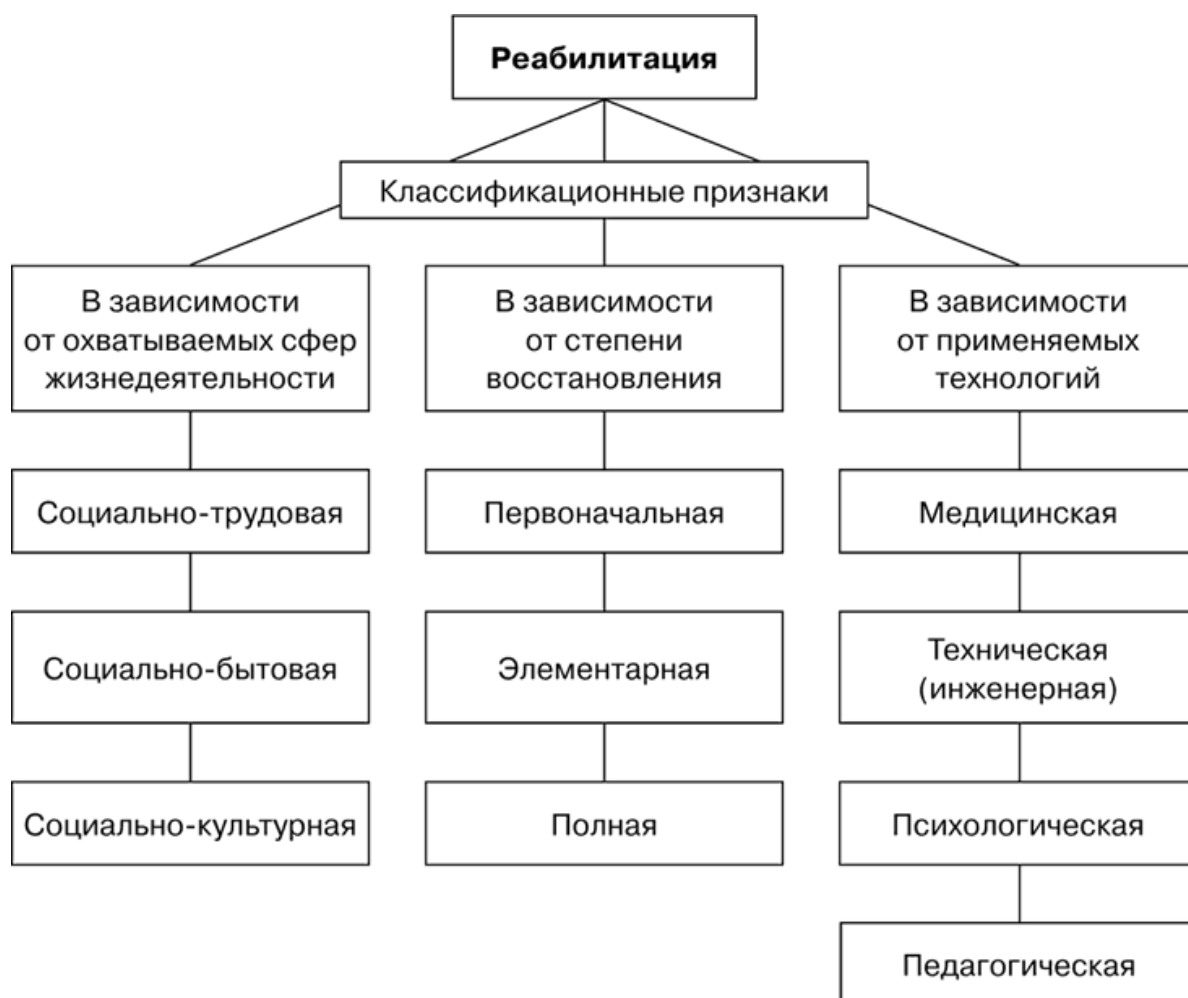 Реабилитация
Классификационные признаки
В зависимости
от охватываемых сфер
жизнедеятельности
Социально-трудовая
Социально-бытовая
Социально-культурная
В зависимости
от степени
восстановления
Первоначальная
Элементарная
Полная
В зависимости
от применяемых
технологий
Медицинская
Техническая
(инженерная)
Психологическая
Педагогическая